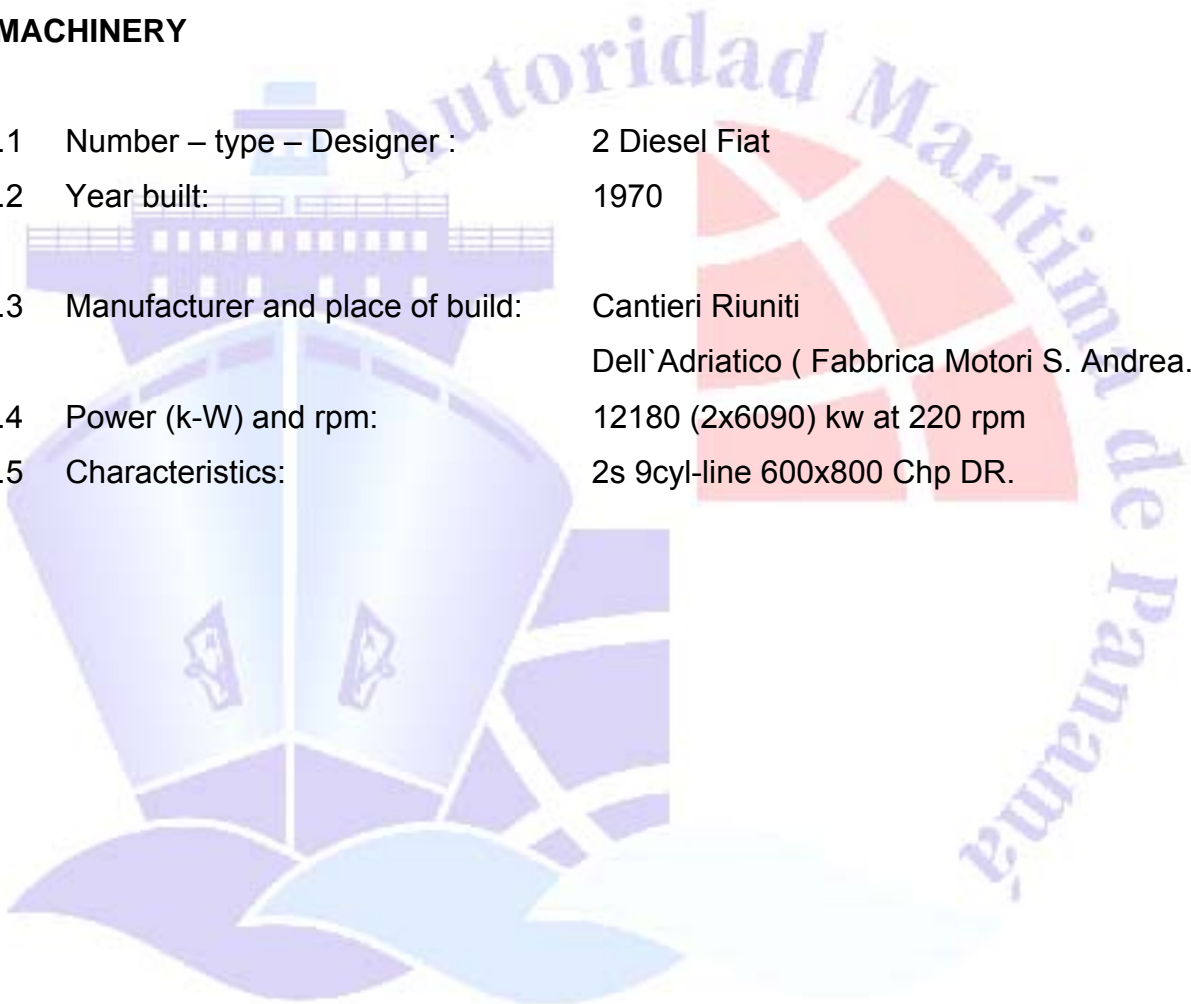 MACHINERY
.1 Number – type – Designer : 2 Diesel Fiat
.2 Year built: 1970
.3 Manufacturer and place of build: Cantieri Riuniti
Dell`Adriatico ( Fabbrica Motori S. Andrea.
.4 Power (k-W) and rpm: 12180 (2x6090) kw at 220 rpm
.5 Characteristics: 2s 9cyl-line 600x800 Chp DR.
Autoridad Marítima de Panamá